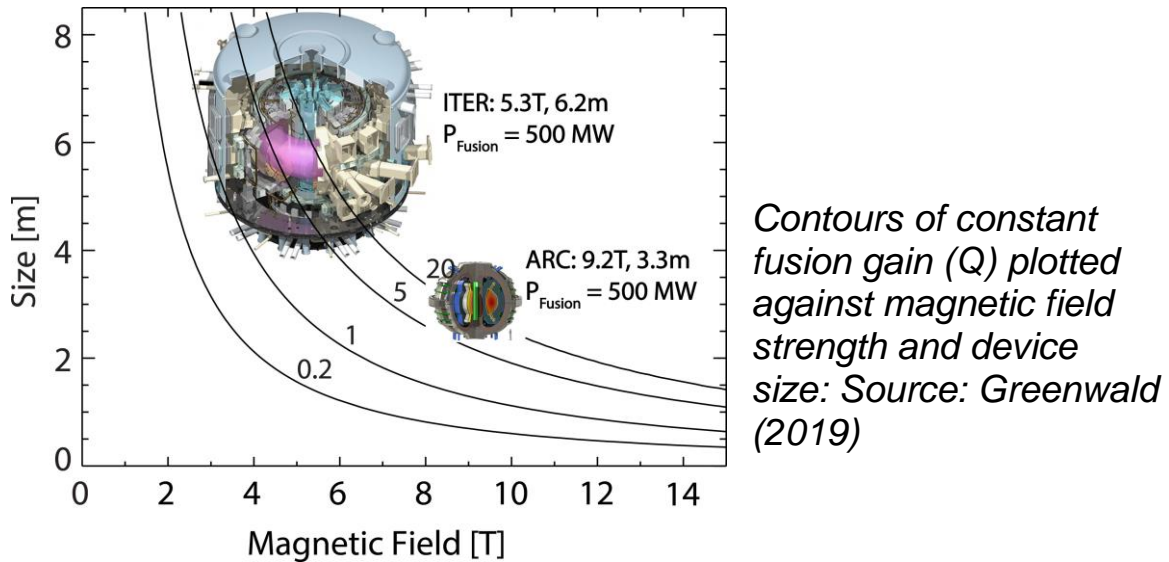 8
6
4
2
0
Size [m]
ITER: 5.3T, 6.2m
P_Fusion = 500 MW
ARC: 9.2T, 3.3m
P_Fusion = 500 MW
20
5
1
0.2
0 2 4 6 8 10 12 14
Magnetic Field [T]
Contours of constant
fusion gain (Q) plotted
against magnetic field
strength and device
size: Source: Greenwald
(2019)